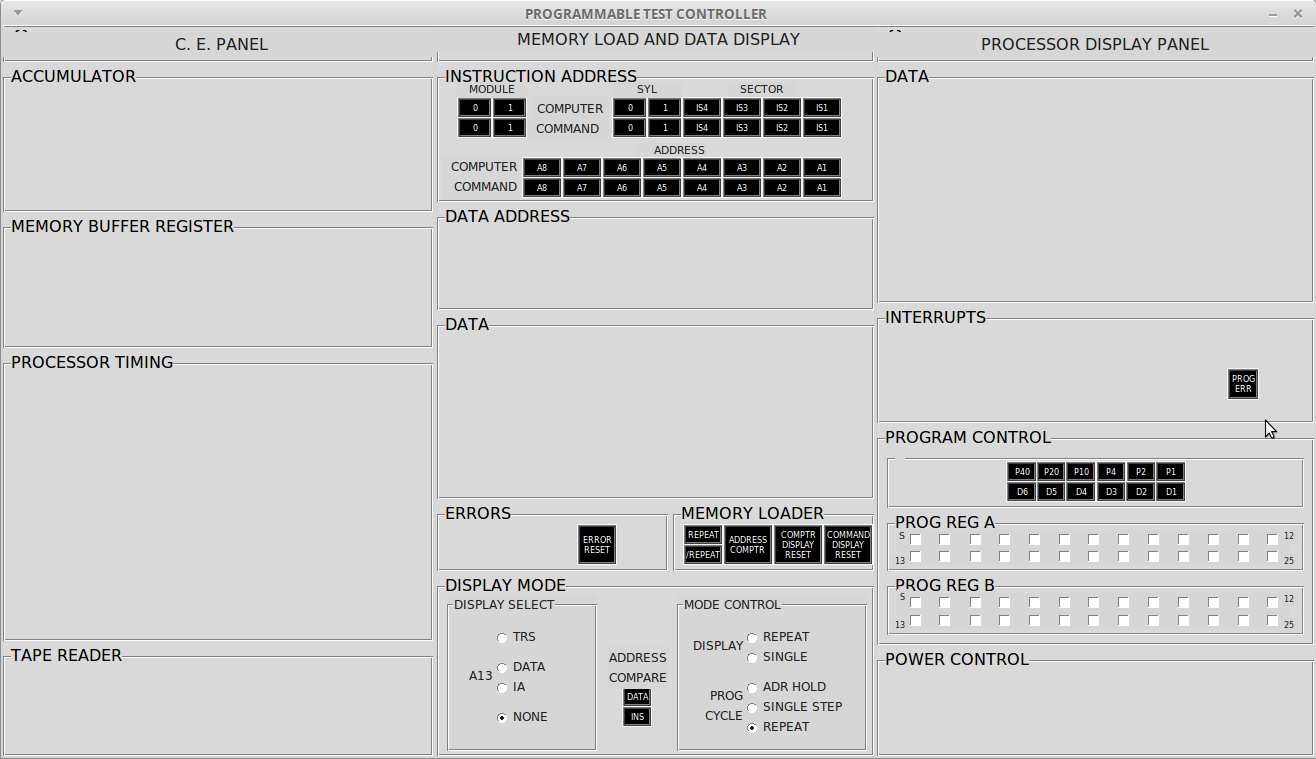 PROGRAMMABLE TEST CONTROLLER
C. E. PANEL
ACCUMULATOR
MEMORY BUFFER REGISTER
PROCESSOR TIMING
TAPE READER
MEMORY LOAD AND DATA DISPLAY
INSTRUCTION ADDRESS
MODULE SYL SECTOR
0 1 COMPUTER 0 1 IS4 IS3 IS2 IS1
0 1 COMMAND 0 1 IS4 IS3 IS2 IS1
ADDRESS
COMPUTER A8 A7 A6 A5 A4 A3 A2 A1
COMMAND A8 A7 A6 A5 A4 A3 A2 A1
DATA ADDRESS
DATA
ERRORS
ERROR
RESET
MEMORY LOADER
REPEAT
/REPEAT
ADDRESS
COMPTR
COMPTR
DISPLAY
RESET
COMMAND
DISPLAY
RESET
DISPLAY MODE
DISPLAY SELECT
TRS
A13
DATA
IA
NONE
ADDRESS
COMPARE
DATA
INS
MODE CONTROL
DISPLAY
REPEAT
SINGLE
PROG
CYCLE
ADR HOLD
SINGLE STEP
REPEAT
PROCESSOR DISPLAY PANEL
DATA
INTERRUPTS
PROG
ERR
PROGRAM CONTROL
P40 P20 P10 P4 P2 P1
D6 D5 D4 D3 D2 D1
PROG REG A
S 12
13 25
PROG REG B
S 12
13 25
POWER CONTROL